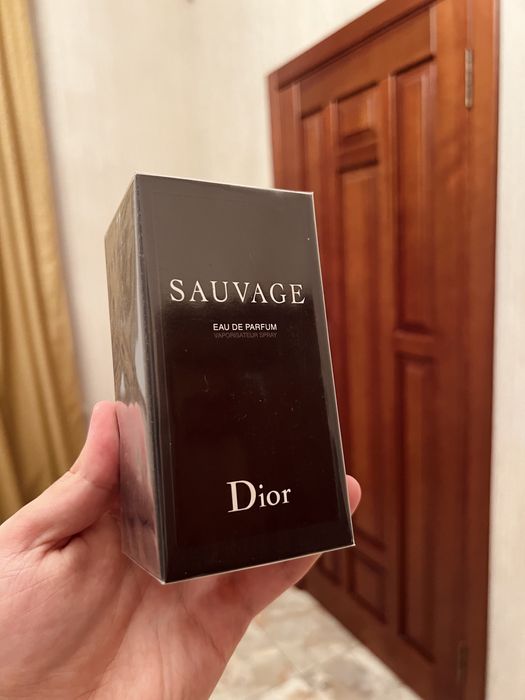 SAUVAGE
EAU DE PARFUM
VAPORISATEUR SPRAY
Dior